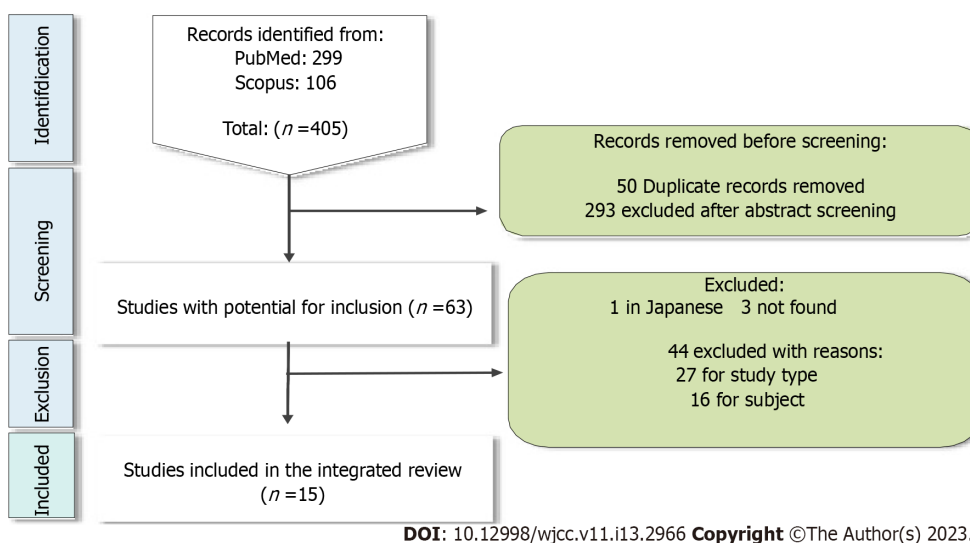 Identifdication
Records identified from:
PubMed: 299
Scopus: 106
Total: (n =405)
Records removed before screening:
50 Duplicate records removed
293 excluded after abstract screening
Screening
Studies with potential for inclusion (n =63)
Excluded:
1 in Japanese 3 not found
44 excluded with reasons:
27 for study type
16 for subject
Exclusion
Included
Studies included in the integrated review
(n =15)
DOI: 10.12998/wjcc.v11.i13.2966 Copyright ©The Author(s) 2023.